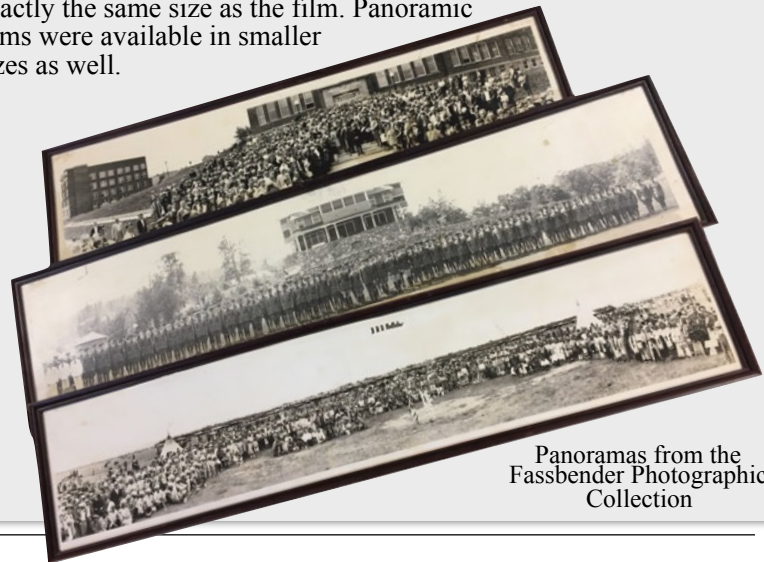 actly the same size as the film. Panoramic
ms were available in smaller
zes as well.
Panoramas from the
Fassbender Photographic
Collection